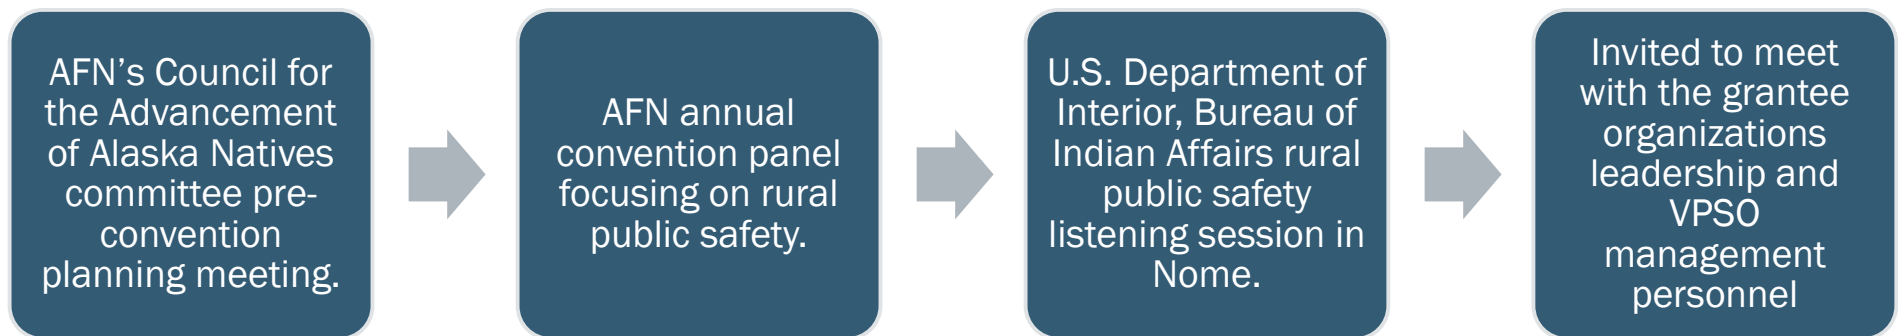 AFN’s Council for
the Advancement
of Alaska Natives
committee pre-
convention
planning meeting.
AFN annual
convention panel
focusing on rural
public safety.
U.S. Department of
Interior, Bureau of
Indian Affairs rural
public safety
listening session in
Nome.
Invited to meet
with the grantee
organizations
leadership and
VPSO
management
personnel